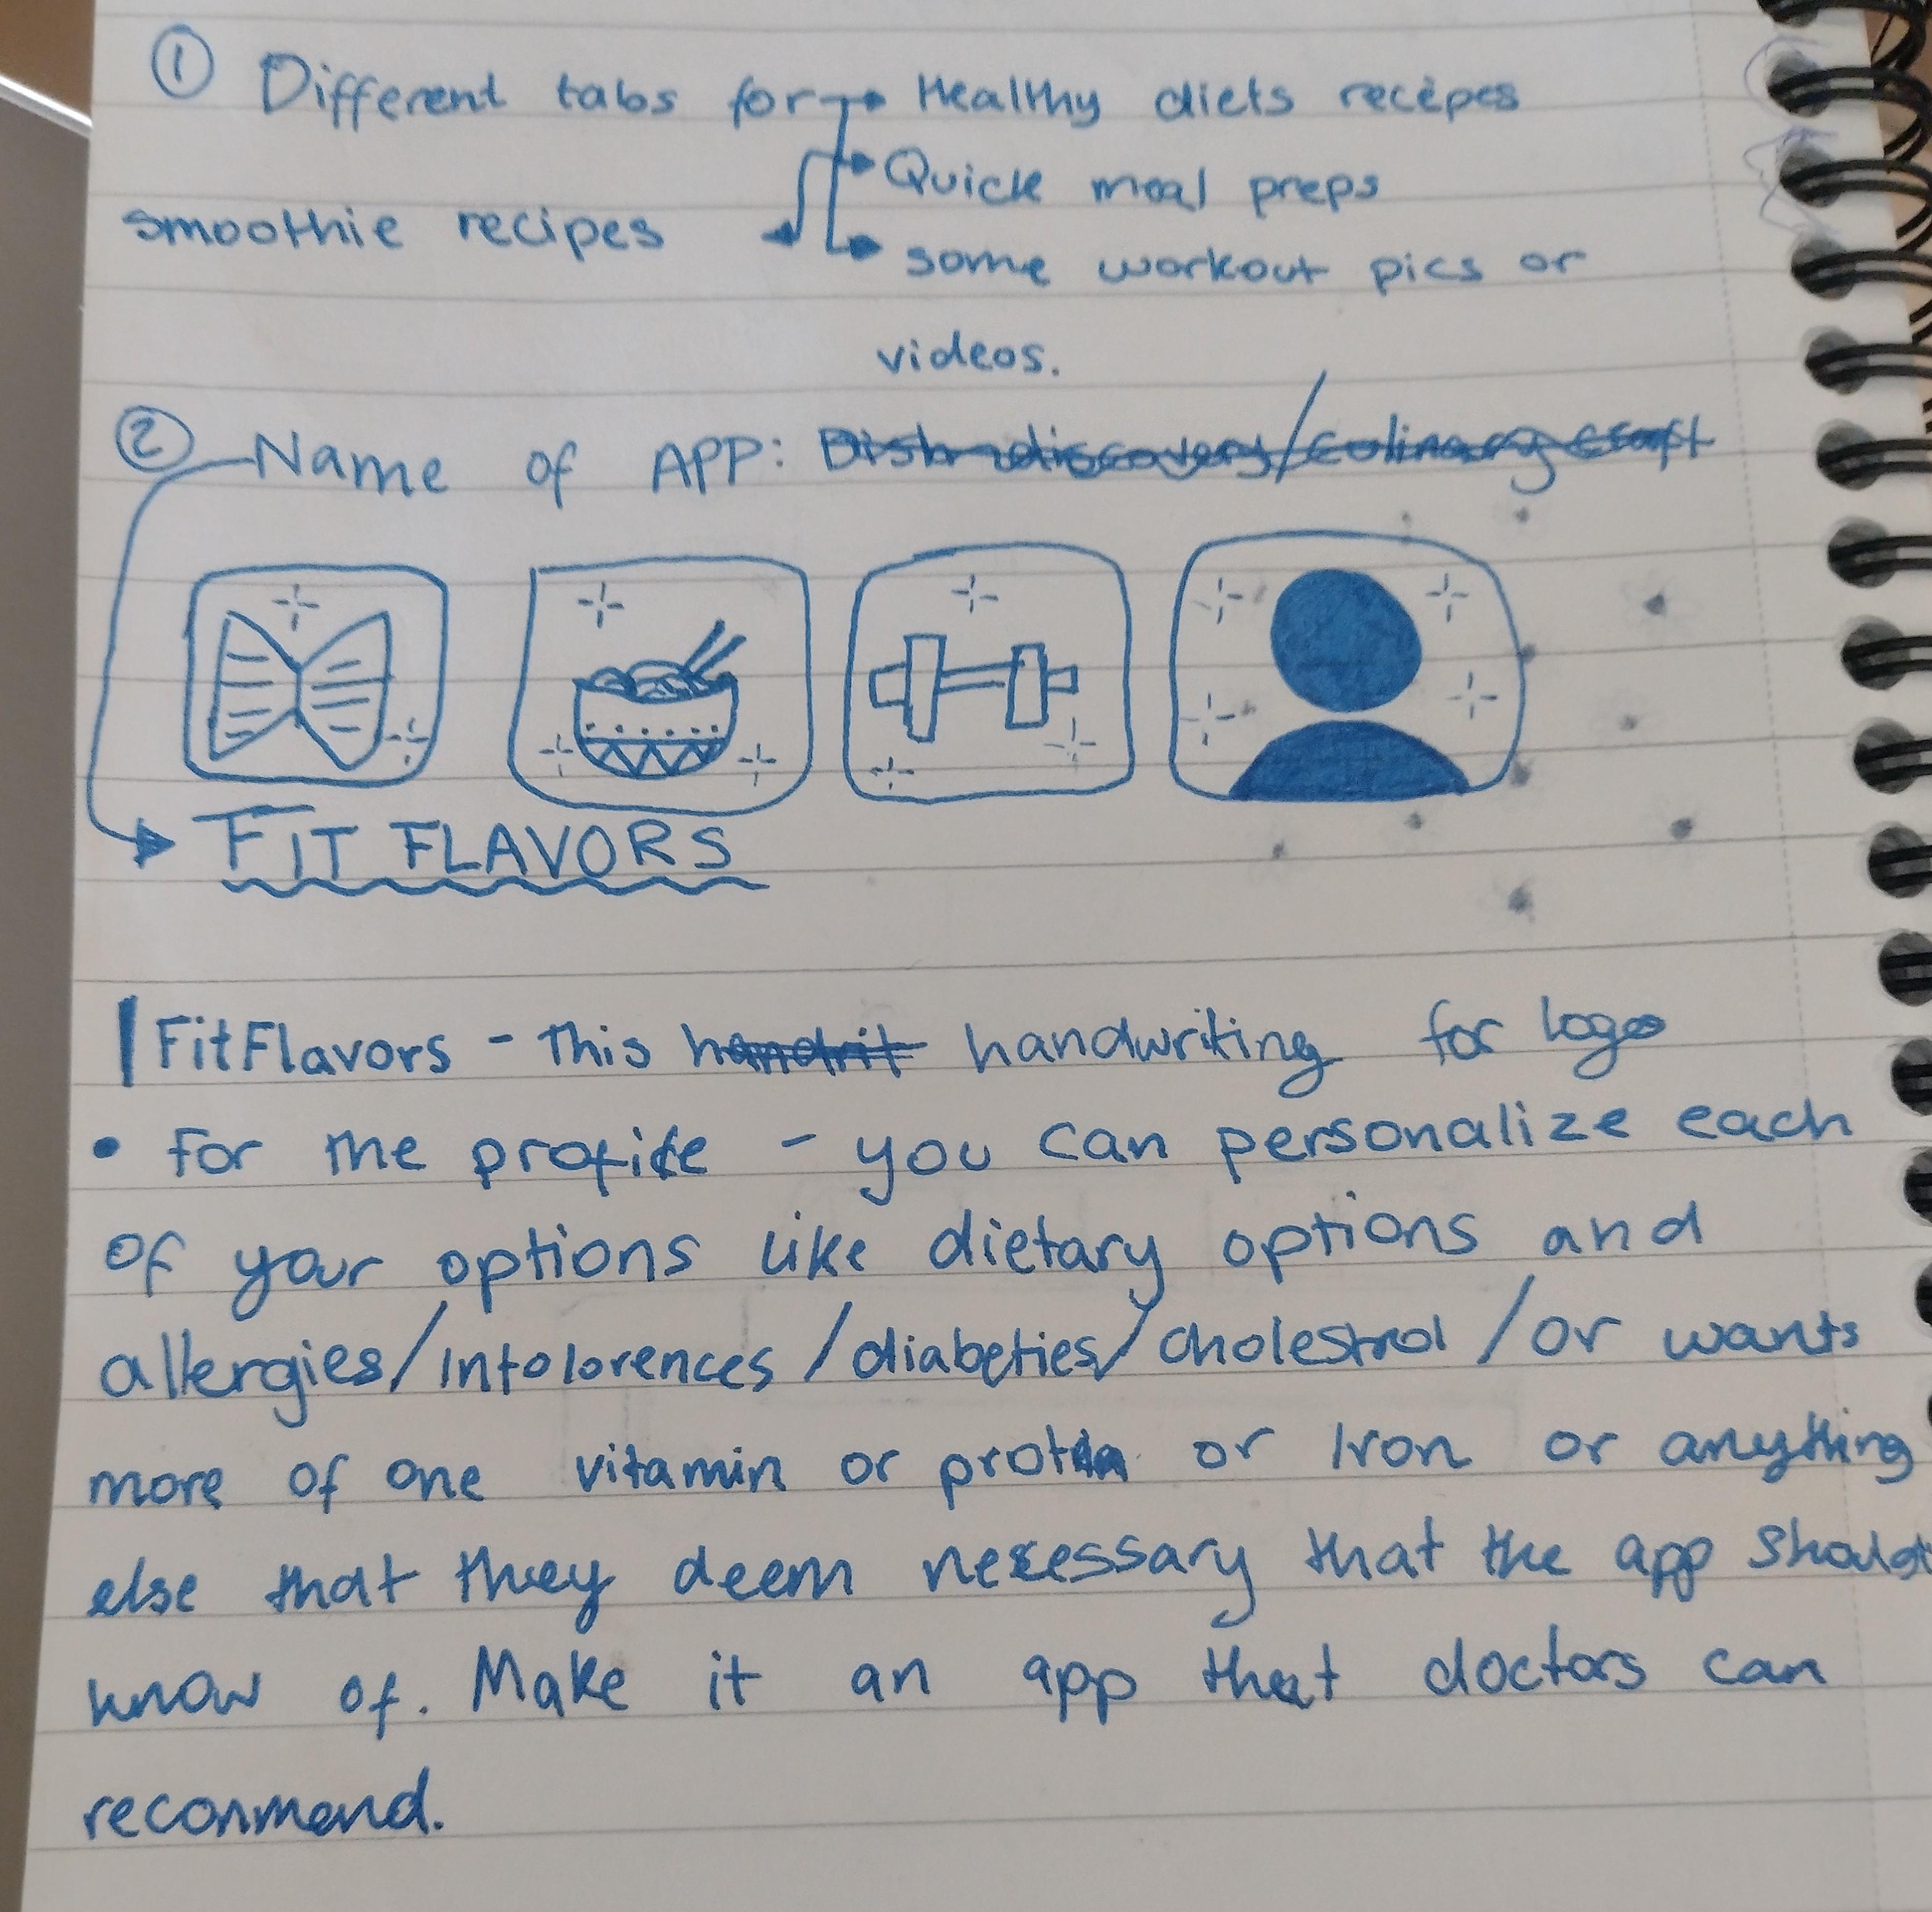 ① Different tabs for → Healthy diets recipes
Quick meal preps
smoothie recipes
some workout pics or
videos.
② Name of APP: Dish discovery/culinary craft
FIT FLAVORS
FitFlavors - This handrit handwriting for logo
• for the profile - you can personalize each
of your options like dietary options and
allergies/intolorences/diabeties/cholestrol/or wants
more of one vitamin or protein or Iron or anything
else that they deem necessary that the app should
know of. Make it an app that doctors can
reconmend.